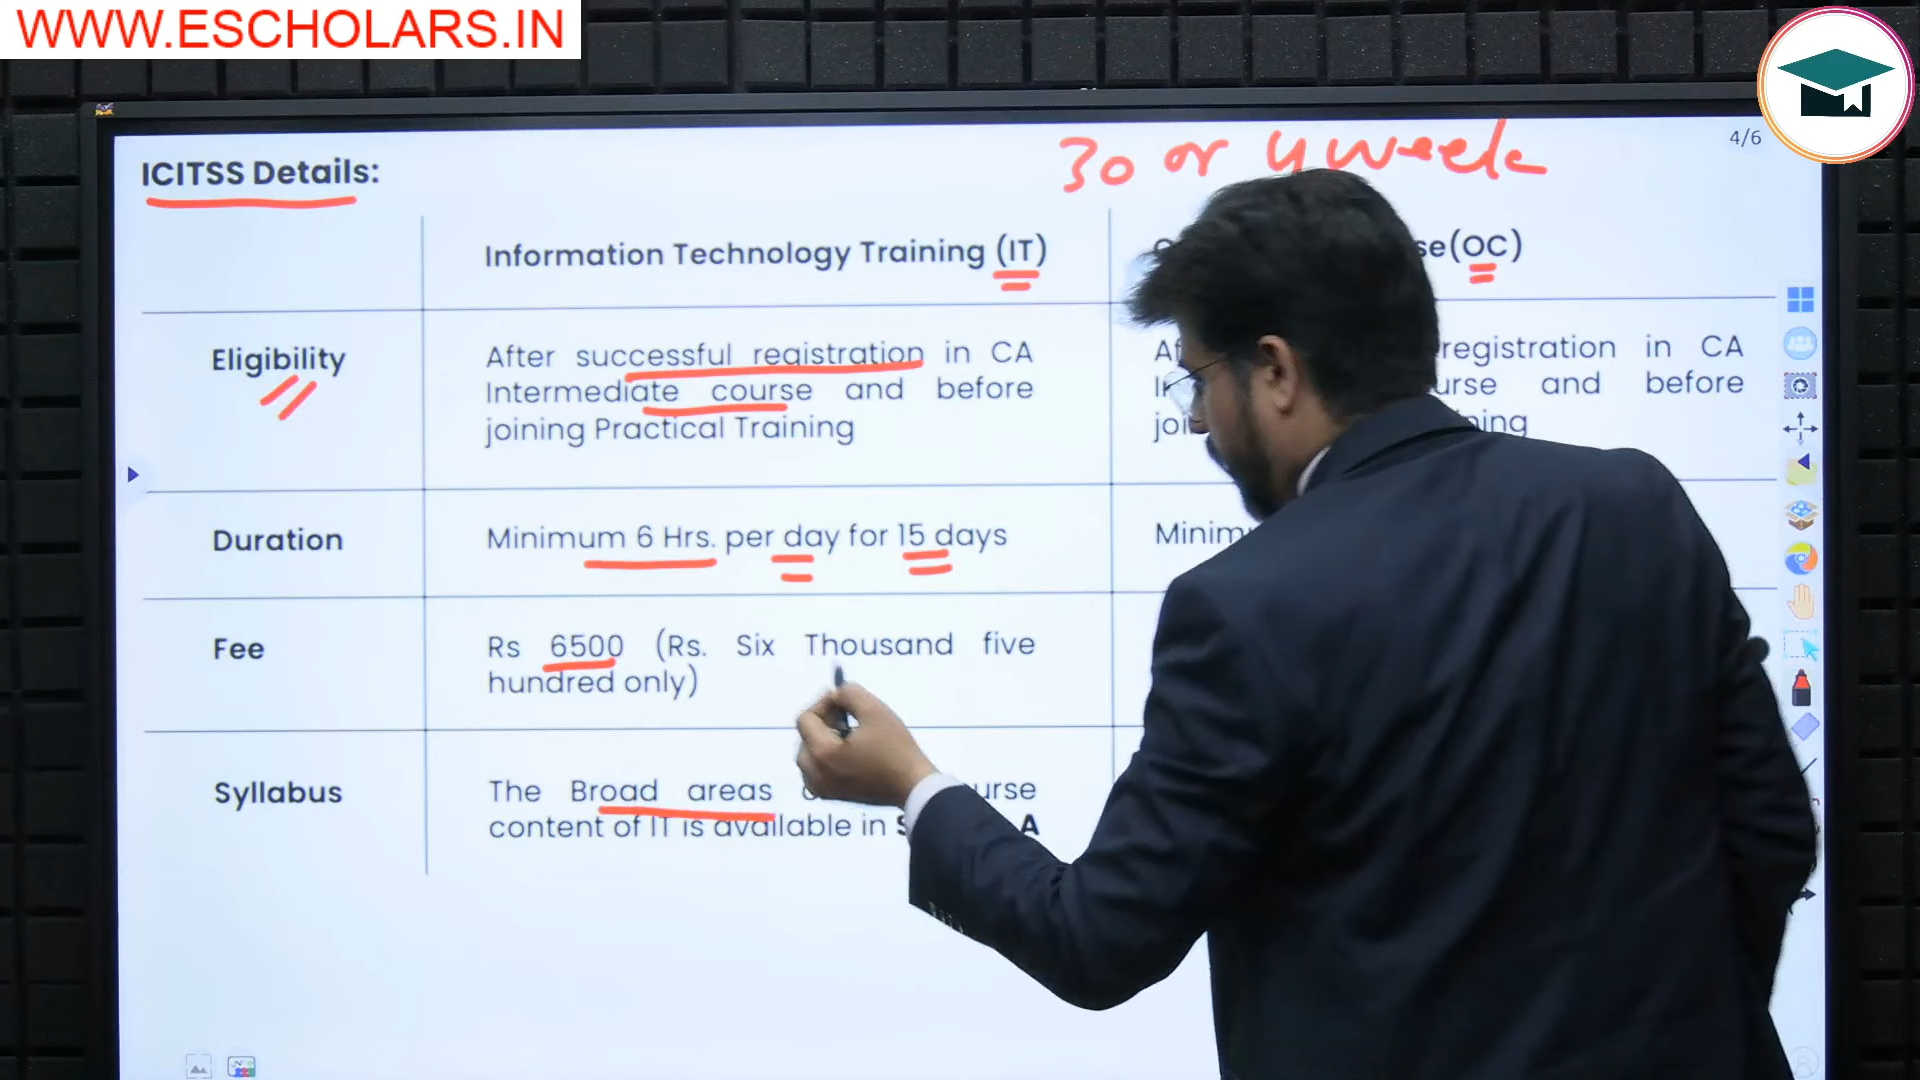 WWW.ESCHOLARS.IN
30 or 4 week
4/6
ICITSS Details:
Information Technology Training (IT)
(OC)
Eligibility
After successful registration in CA
Intermediate course and before
joining Practical Training
registration in CA
and before
Duration
Minimum 6 Hrs. per day for 15 days
Fee
Rs 6500 (Rs. Six Thousand five
hundred only)
Syllabus
The Broad areas
content of IT is available in
A